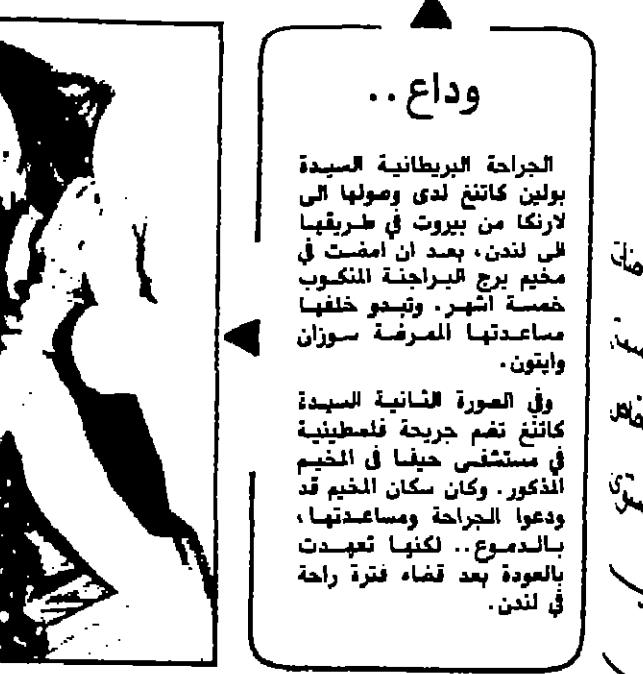 وداع ..
الجراحة البريطانية السيدة
بولين كاتنغ لدى وصولها الى
لارنكا من بيروت في طريقها
الى لندن، بعد ان امضت في
مخيم برج البراجنة المنكوب
خمسة اشهر. وتبدو خلفها
مساعدتها الممرضة سوزان
وايتون.
وفي الصورة الثانية السيدة
كاتنغ تضم جريحة فلسطينية
في مستشفى حيفا في المخيم
المذكور. وكان سكان المخيم قد
ودعوا الجراحة ومساعدتها،
بالدموع.. لكنها تعهدت
بالعودة بعد قضاء فترة راحة
في لندن.